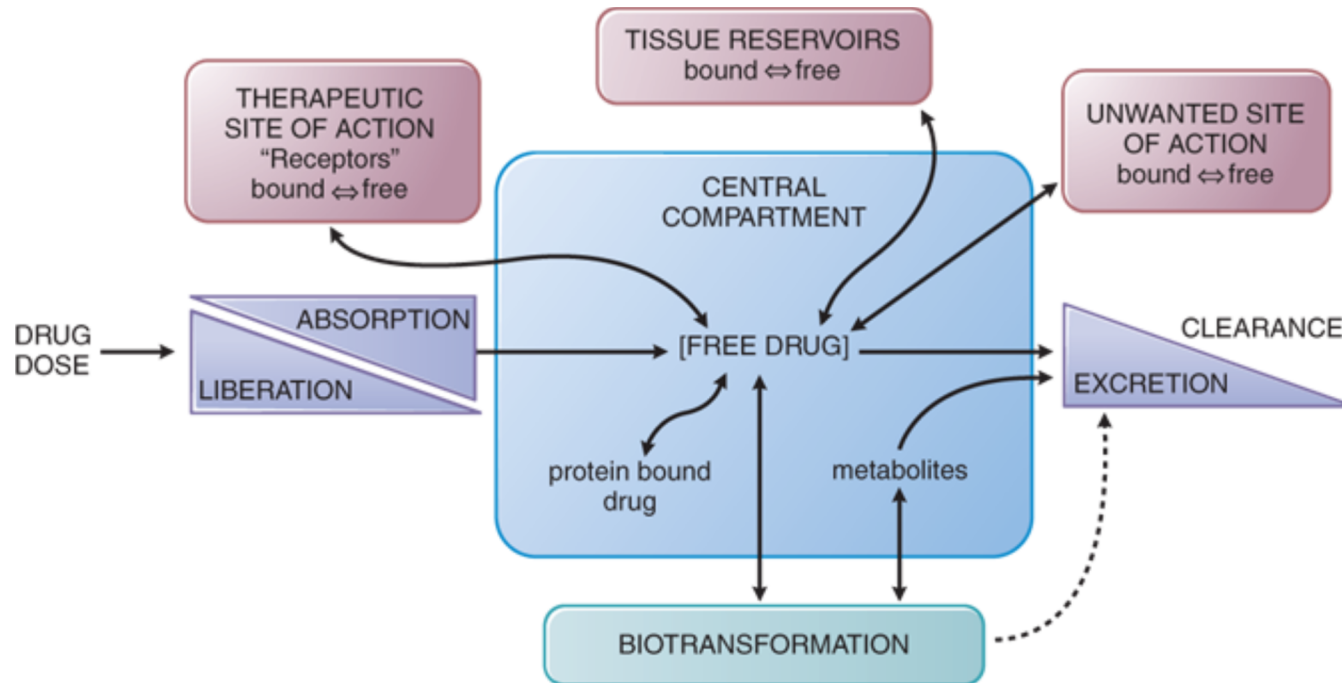 TISSUE RESERVOIRS
bound ⇔ free
THERAPEUTIC
SITE OF ACTION
“Receptors”
bound ⇔ free
UNWANTED SITE
OF ACTION
bound ⇔ free
CENTRAL
COMPARTMENT
DRUG
DOSE
ABSORPTION
LIBERATION
[FREE DRUG]
CLEARANCE
EXCRETION
protein bound
drug
metabolites
BIOTRANSFORMATION